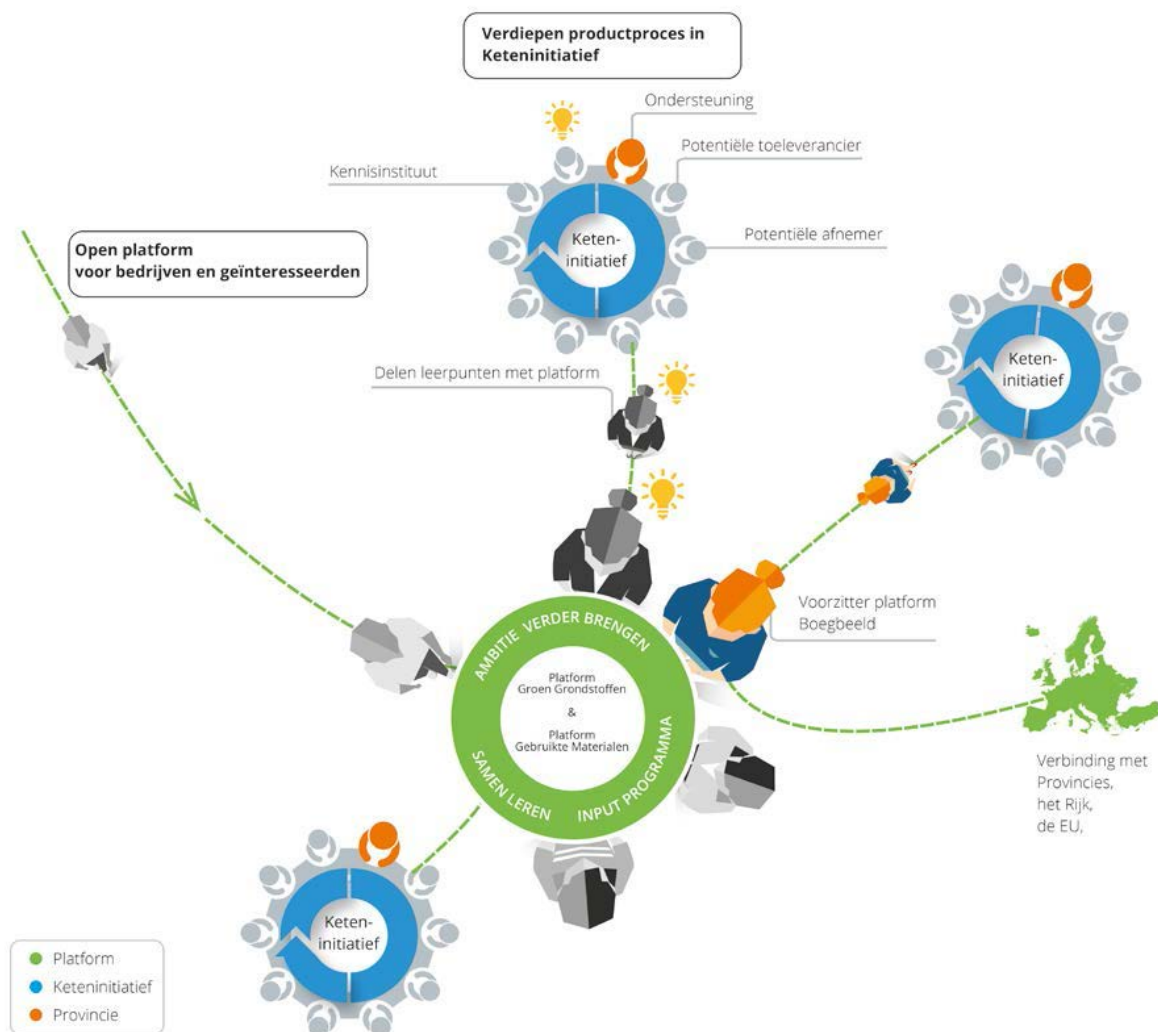 Verdiepen productproces in
Keteninitiatief
Ondersteuning
Potentiële toeleverancier
Kennisinstituut
Potentiële afnemer
Keten-
initiatief
Open platform
voor bedrijven en geïnteresseerden
Keten-
initiatief
Delen leerpunten met platform
Voorzitter platform
Boegbeeld
AMBITIE VERDER BRENGEN
Platform
Groen Grondstoffen
&
Platform
Gebruikte Materialen
SAMEN LEREN
INPUT PROGRAMMA
Verbinding met
Provincies,
het Rijk,
de EU,
Keten-
initiatief
Platform
Keteninitiatief
Provincie